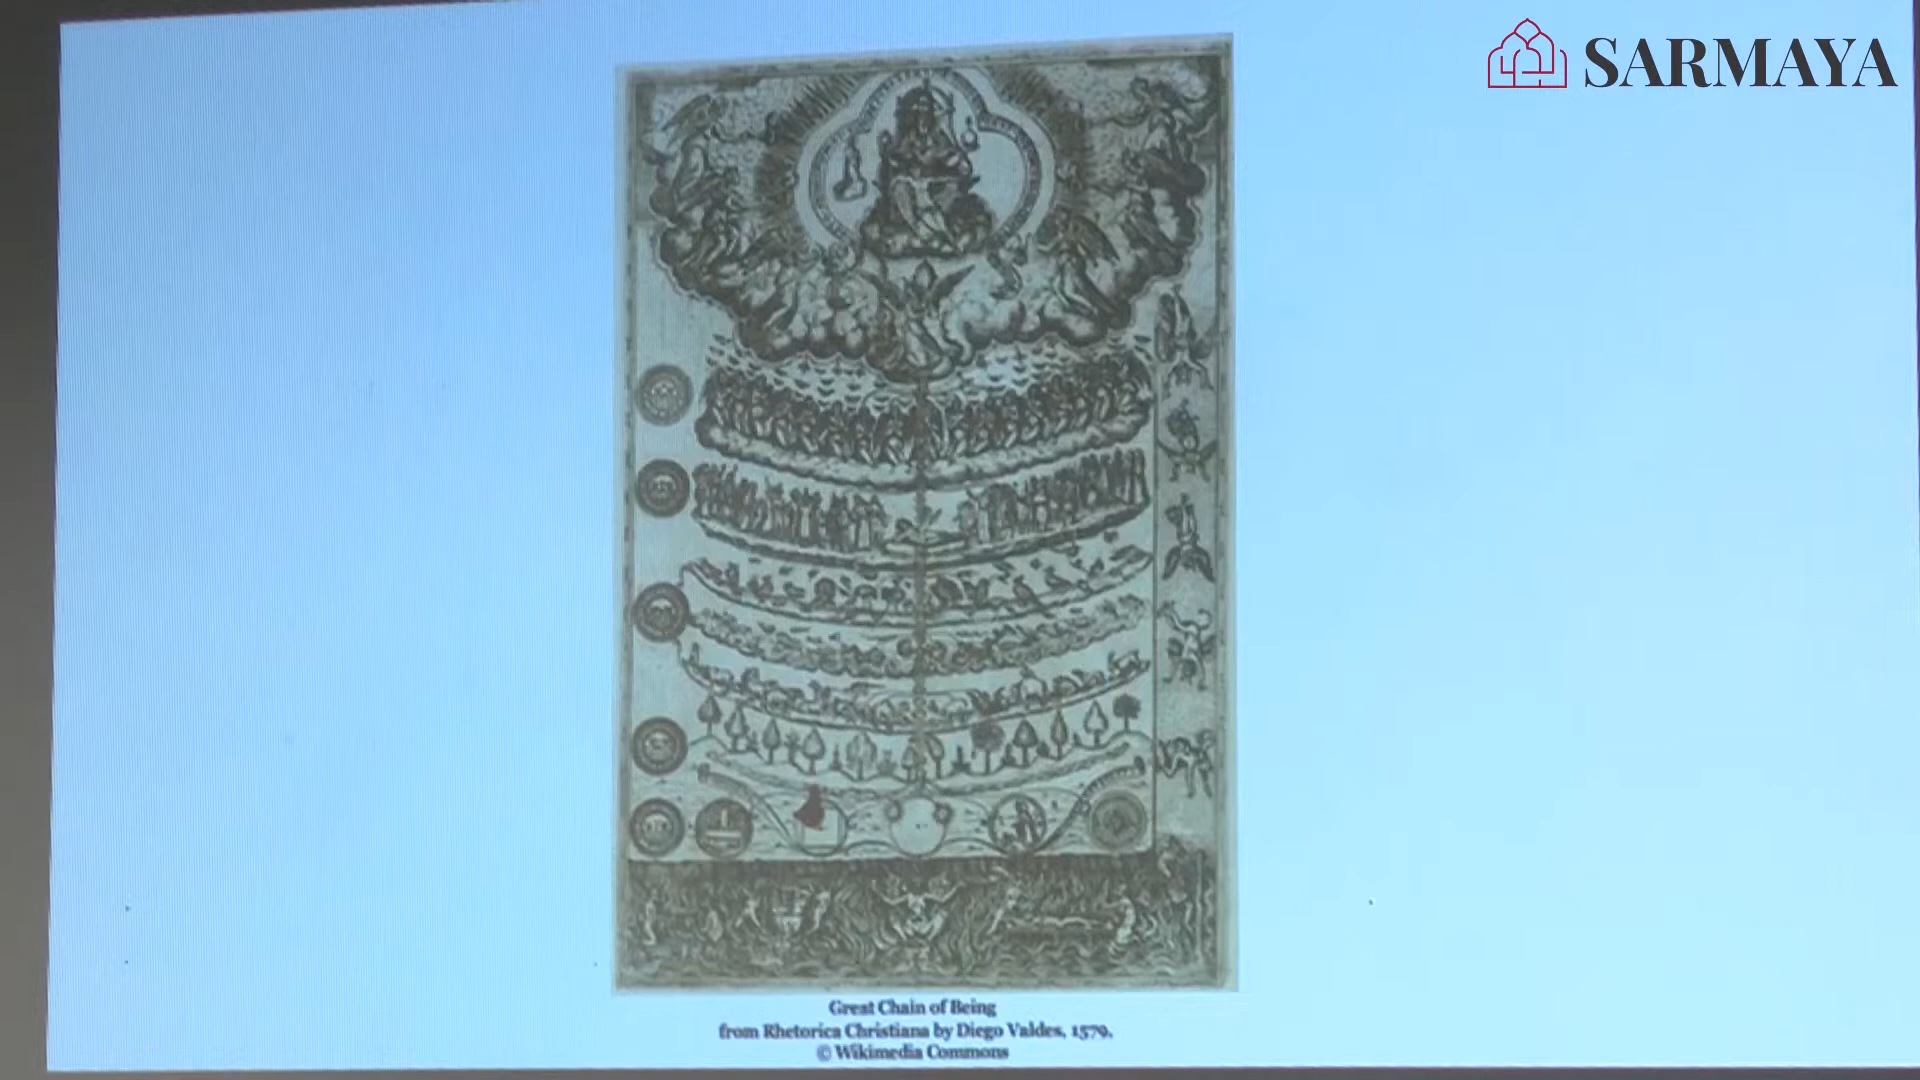 SARMAYA
Great Chain of Being
from Rhetorica Christiana by Diego Valdes, 1579,
© Wikimedia Commons